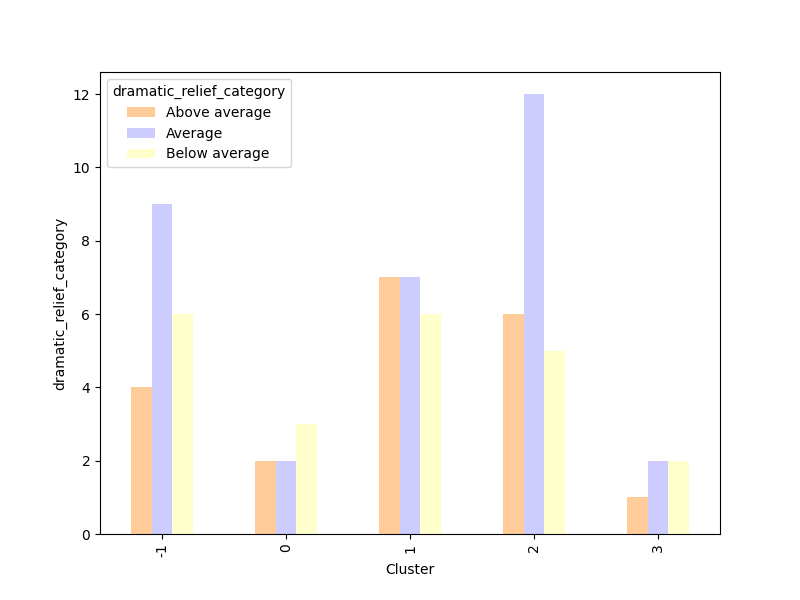 dramatic_relief_category
Above average
Average
Below average
12
10
8
6
4
2
0
dramatic_relief_category
-1
0
1
2
3
Cluster